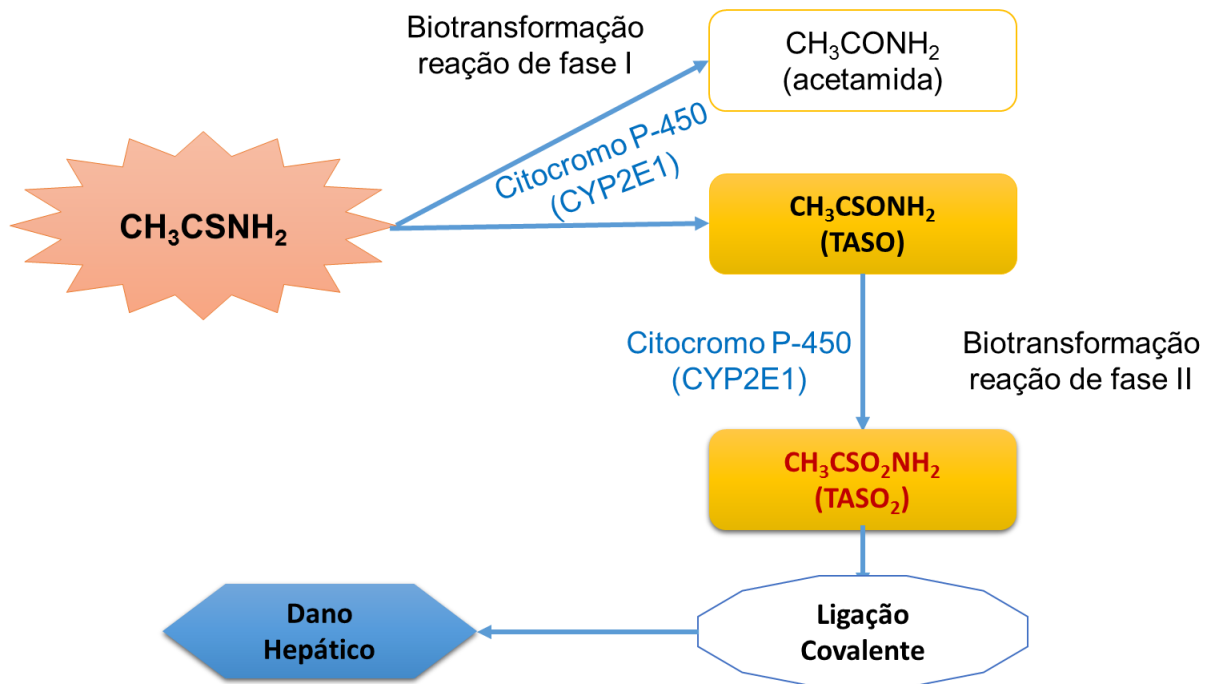 Biotransformação
reação de fase I
CH₃CONH₂
(acetamida)
Citocromo P-450
(CYP2E1)
CH₃CSNH₂
CH₃CSONH₂
(TASO)
Citocromo P-450
(CYP2E1)
Biotransformação
reação de fase II
CH₃CSO₂NH₂
(TASO₂)
Dano
Hepático
Ligação
Covalente